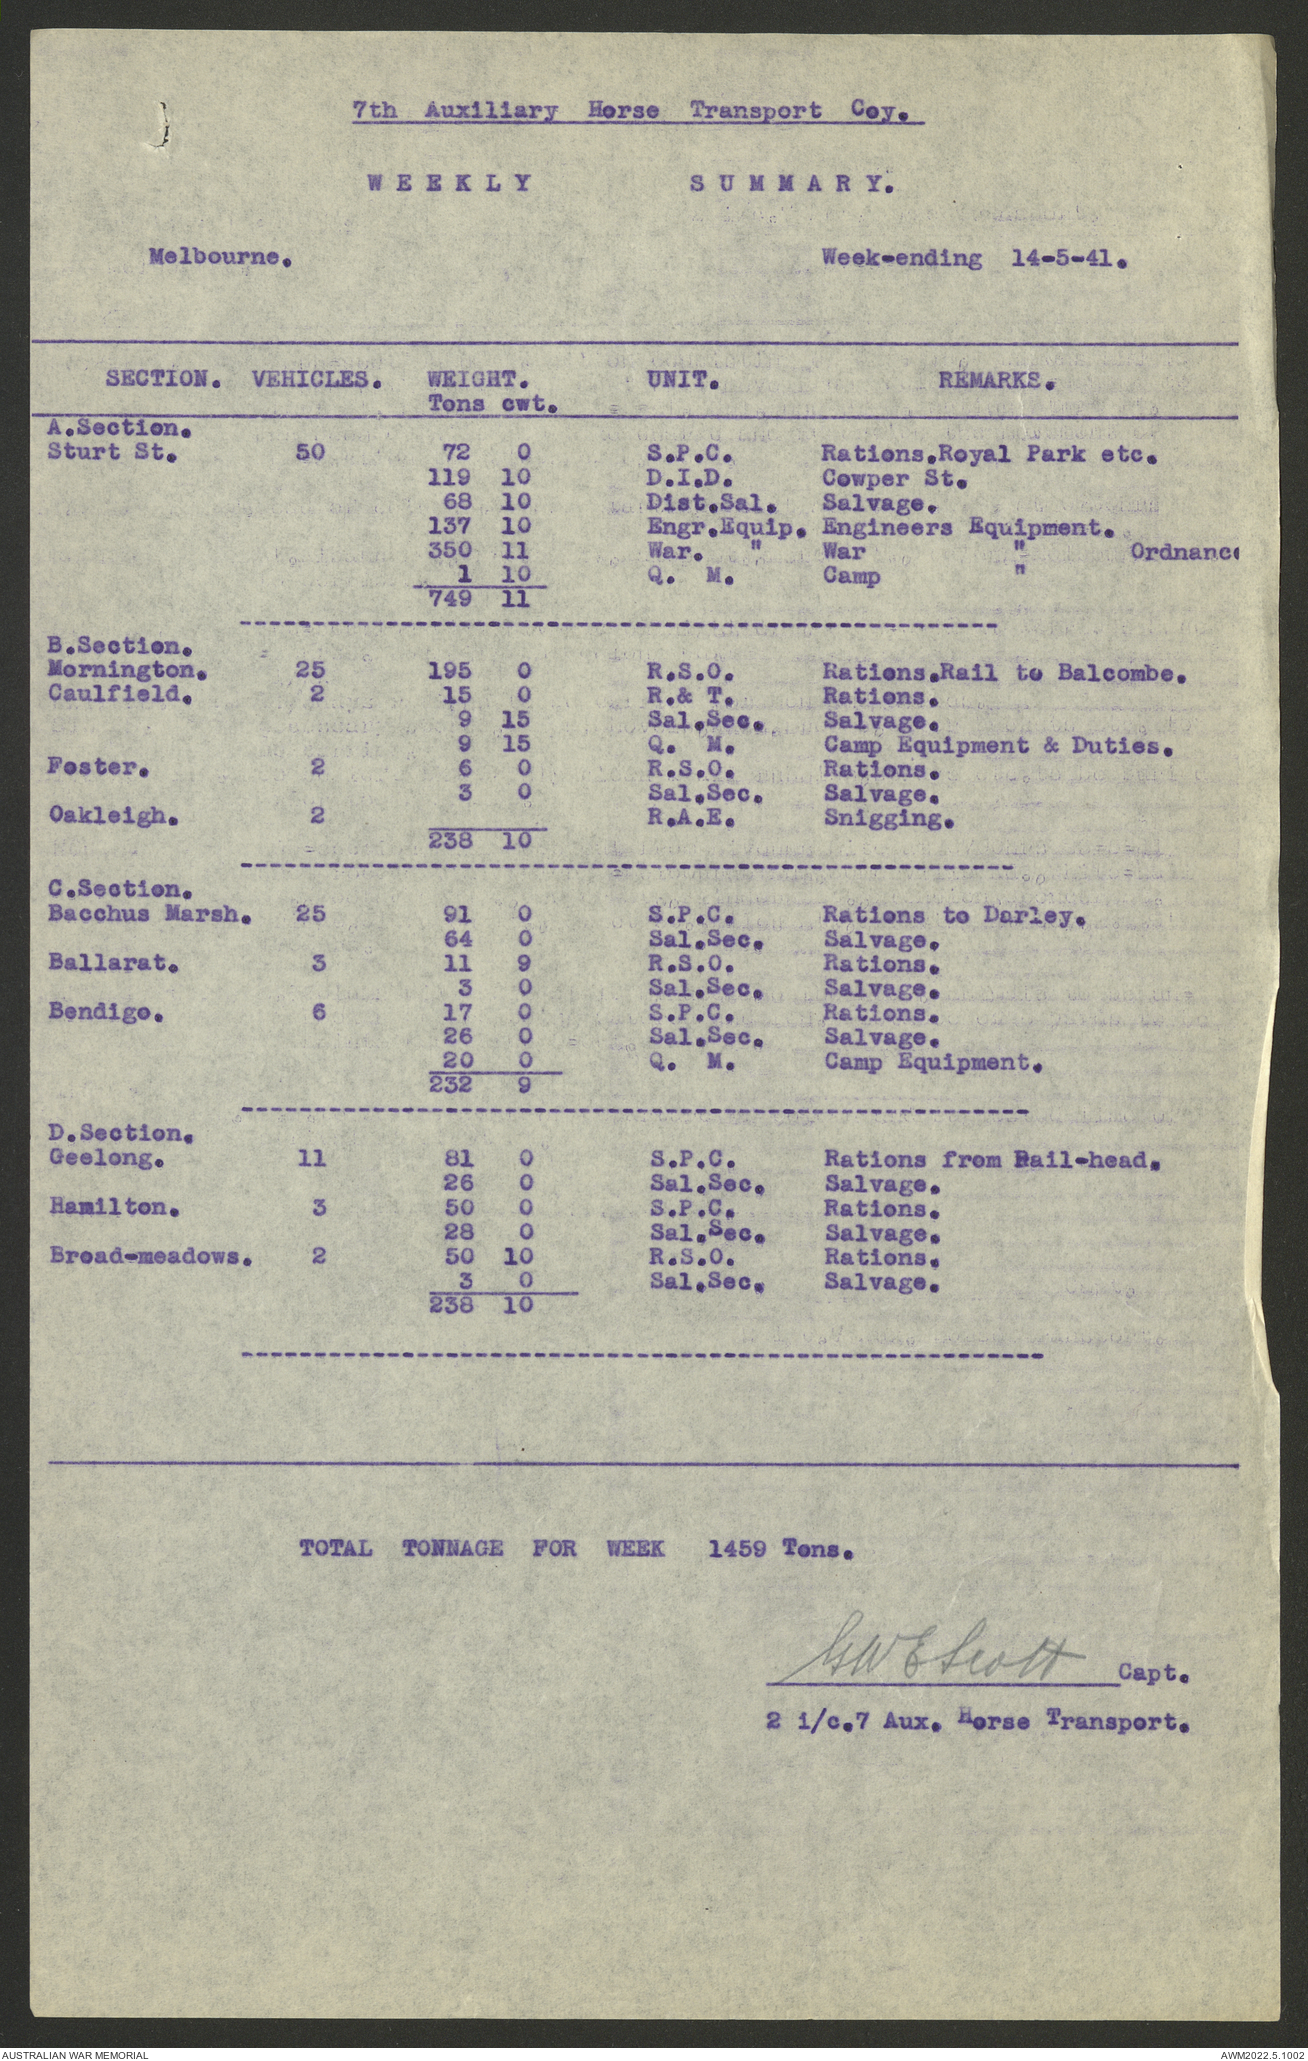 7th Auxiliary Horse Transport Coy.
WEEKLY SUMMARY.
Melbourne. Week-ending 14-5-41.
SECTION. VEHICLES. WEIGHT. UNIT. REMARKS.
Tons cwt.
A.Section.
Sturt St. 50 72 0 S.P.C. Rations.Royal Park etc.
119 10 D.I.D. Cowper St.
68 10 Dist.Sal. Salvage.
137 10 Engr.Equip. Engineers Equipment.
350 11 War. " War " Ordnance
1 10 Q. M. Camp "
749 11
B.Section.
Mornington. 25 195 0 R.S.O. Rations.Rail to Balcombe.
Caulfield. 2 15 0 R.& T. Rations.
9 15 Sal.Sec. Salvage.
9 15 Q. M. Camp Equipment & Duties.
Foster. 2 6 0 R.S.O. Rations.
3 0 Sal.Sec. Salvage.
Oakleigh. 2 R.A.E. Snigging.
238 10
C.Section.
Bacchus Marsh. 25 91 0 S.P.C. Rations to Darley.
64 0 Sal.Sec. Salvage.
Ballarat. 3 11 9 R.S.O. Rations.
3 0 Sal.Sec. Salvage.
Bendigo. 6 17 0 S.P.C. Rations.
26 0 Sal.Sec. Salvage.
20 0 Q. M. Camp Equipment.
232 9
D.Section.
Geelong. 11 81 0 S.P.C. Rations from Rail-head.
26 0 Sal.Sec. Salvage.
Hamilton. 3 50 0 S.P.C. Rations.
28 0 Sal.Sec. Salvage.
Broad-meadows. 2 50 10 R.S.O. Rations.
3 0 Sal.Sec. Salvage.
238 10
TOTAL TONNAGE FOR WEEK 1459 Tons.
GWE Scott Capt.
2 i/c.7 Aux. Horse Transport.
AUSTRALIAN WAR MEMORIAL AWM2022.5.1002